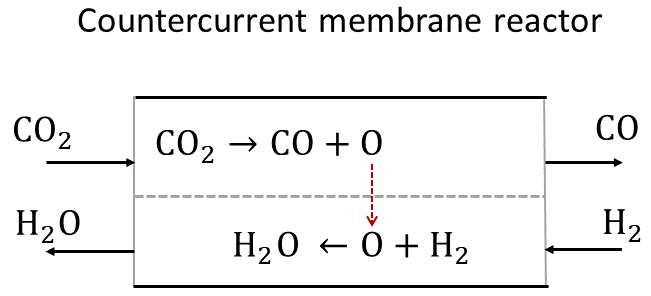 Countercurrent membrane reactor
CO₂
CO₂ → CO + O
CO
H₂O
H₂O ← O + H₂
H₂